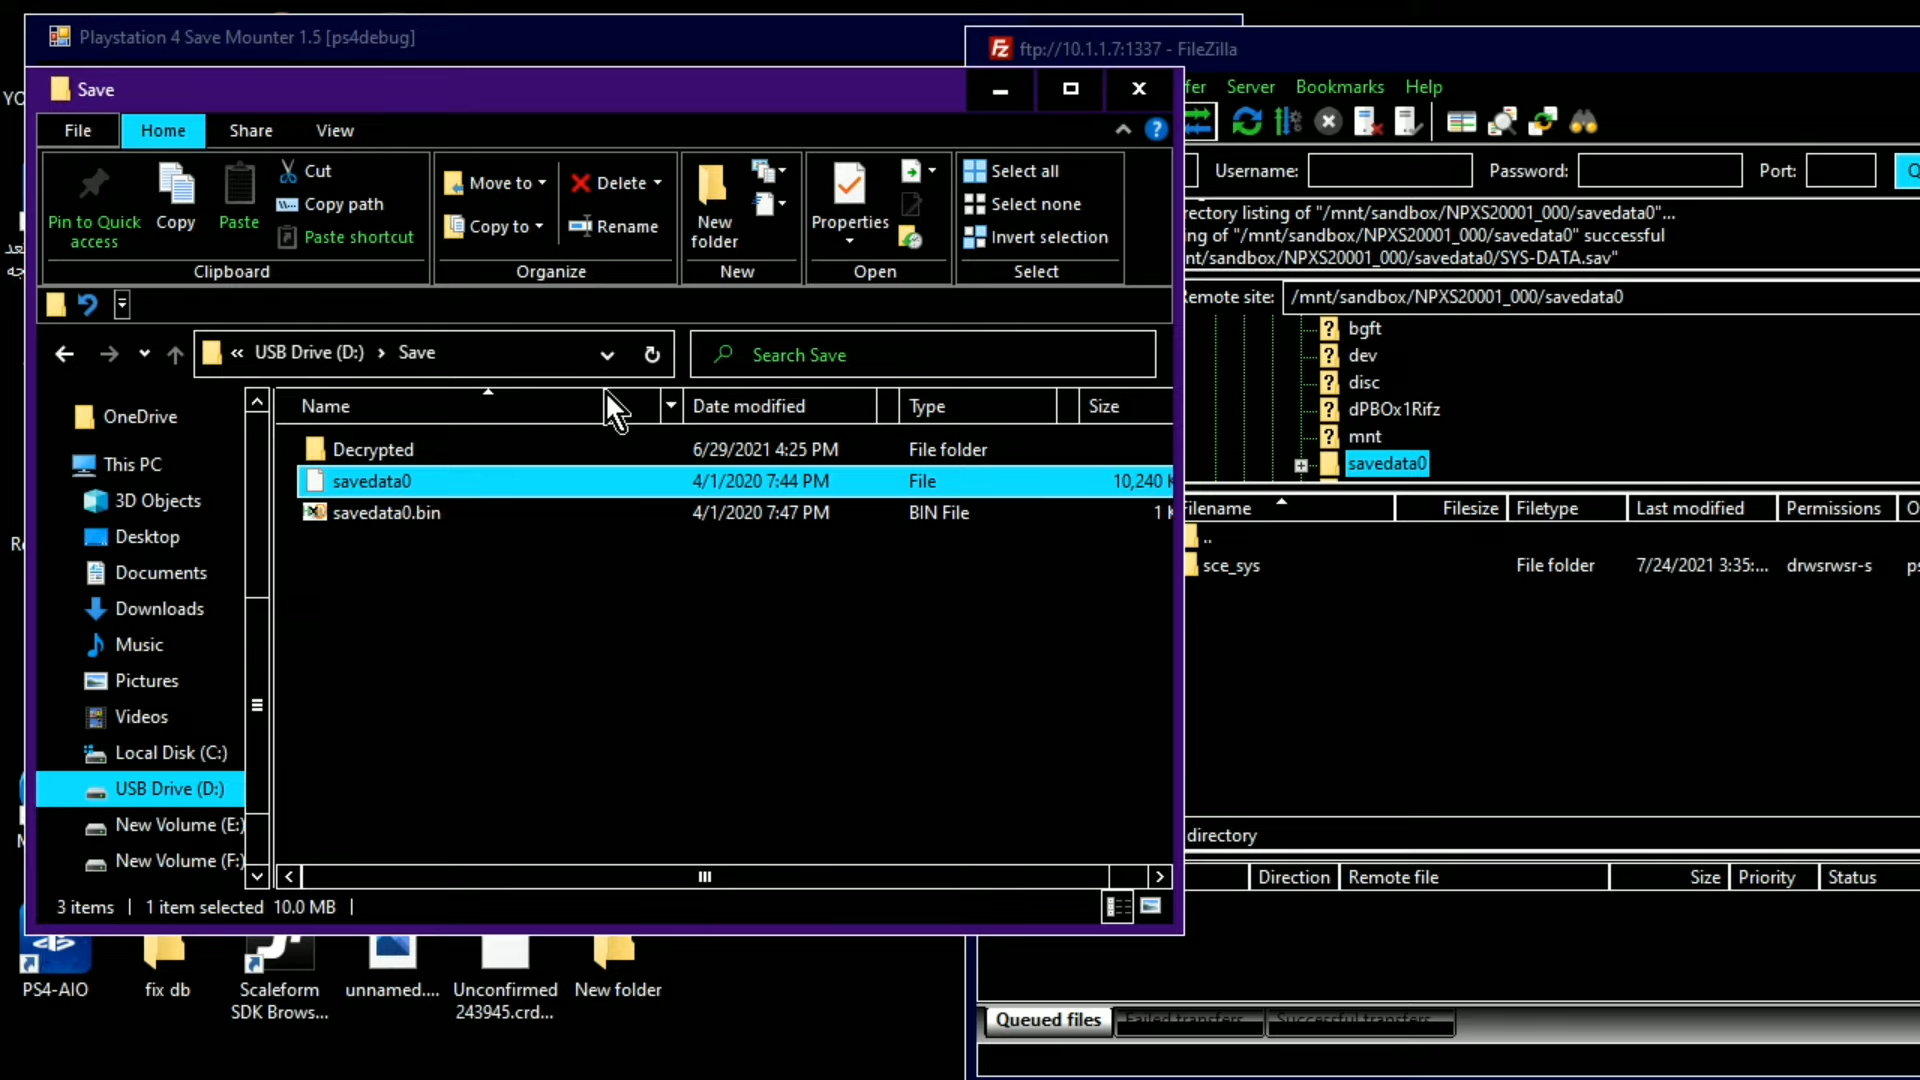 Playstation 4 Save Mounter 1.5 [ps4debug]
ftp://10.1.1.7:1337 - FileZilla
Save
fer Server Bookmarks Help
YO
File Home Share View
Pin to Quick access
Copy
Paste
Cut
Copy path
Paste shortcut
Clipboard
Move to
Copy to
Delete
Rename
Organize
New folder
New
Properties
Open
Select all
Select none
Invert selection
Select
Username: Password: Port: Q
rectory listing of "/mnt/sandbox/NPXS20001_000/savedata0"...
ng of "/mnt/sandbox/NPXS20001_000/savedata0" successful
nt/sandbox/NPXS20001_000/savedata0/SYS-DATA.sav"
emote site: /mnt/sandbox/NPXS20001_000/savedata0
« USB Drive (D:) › Save
Search Save
bgft
dev
disc
dPBOx1Rifz
mnt
savedata0
Name Date modified Type Size
Decrypted 6/29/2021 4:25 PM File folder
savedata0 4/1/2020 7:44 PM File 10,240 K
savedata0.bin 4/1/2020 7:47 PM BIN File 1 K
OneDrive
This PC
3D Objects
Desktop
Documents
Downloads
Music
Pictures
Videos
Local Disk (C:)
USB Drive (D:)
New Volume (E:)
New Volume (F:)
ilename Filesize Filetype Last modified Permissions O
..
sce_sys File folder 7/24/2021 3:35:... drwsrwsr-s ps
directory
Direction Remote file Size Priority Status
3 items 1 item selected 10.0 MB
PS4-AIO
fix db
Scaleform SDK Brows...
unnamed....
Unconfirmed 243945.crd...
New folder
Queued files Failed transfers Successful transfers